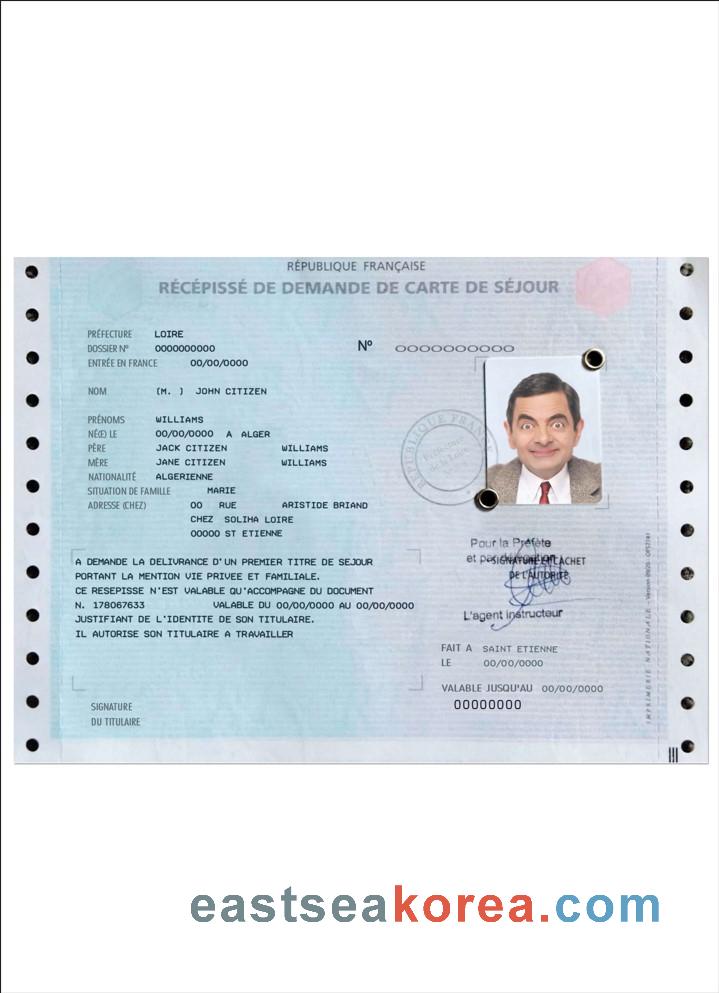 RÉPUBLIQUE FRANÇAISE
RÉCÉPISSÉ DE DEMANDE DE CARTE DE SÉJOUR
PRÉFECTURE LOIRE
DOSSIER Nº 0000000000 Nº 0000000000
ENTRÉE EN FRANCE 00/00/0000
NOM (M. ) JOHN CITIZEN
PRÉNOMS WILLIAMS
NÉ(E) LE 00/00/0000 A ALGER
PÈRE JACK CITIZEN WILLIAMS
MÈRE JANE CITIZEN WILLIAMS
NATIONALITÉ ALGERIENNE
SITUATION DE FAMILLE MARIE
ADRESSE (CHEZ) 00 RUE ARISTIDE BRIAND
CHEZ SOLIHA LOIRE
00000 ST ETIENNE
RÉPUBLIQUE FRAN
A DEMANDE LA DELIVRANCE D'UN PREMIER TITRE DE SEJOUR
PORTANT LA MENTION VIE PRIVEE ET FAMILIALE.
CE RESEPISSE N'EST VALABLE QU'ACCOMPAGNE DU DOCUMENT
N. 178067633 VALABLE DU 00/00/0000 AU 00/00/0000
JUSTIFIANT DE L'IDENTITE DE SON TITULAIRE.
IL AUTORISE SON TITULAIRE A TRAVAILLER
Pour la Préfète
et par délégation
SIGNATURE ET CACHET
DE L'AUTORITÉ
L'agent instructeur
FAIT A SAINT ETIENNE
LE 00/00/0000
VALABLE JUSQU'AU 00/00/0000
00000000
SIGNATURE
DU TITULAIRE
IMPRIMERIE NATIONALE
eastseakorea.com